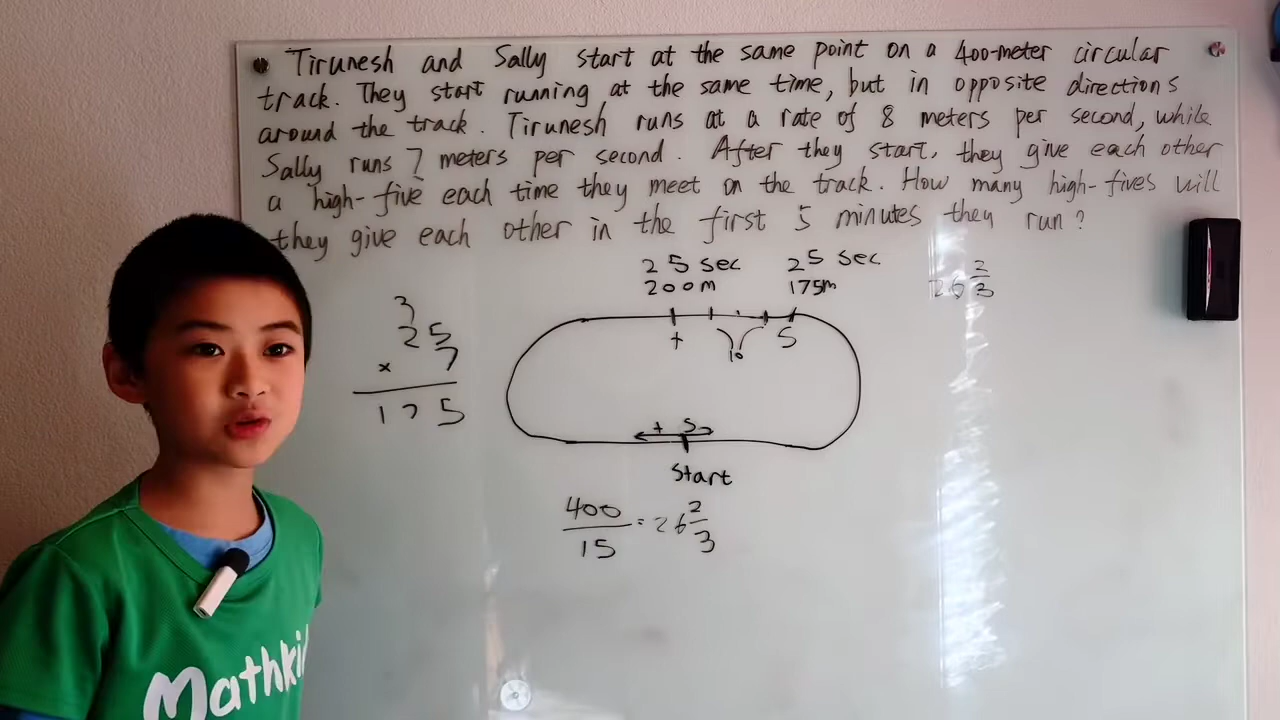 Tirunesh and Sally start at the same point on a 400-meter circular
track. They start running at the same time, but in opposite directions
around the track. Tirunesh runs at a rate of 8 meters per second, while
Sally runs 7 meters per second. After they start, they give each other
a high-five each time they meet on the track. How many high-fives will
they give each other in the first 5 minutes they run?
25 sec 25 sec
200m 175m
26 2/3
3
25
× 7
175
t 10 S
t S
Start
400/15 = 26 2/3
Mathki